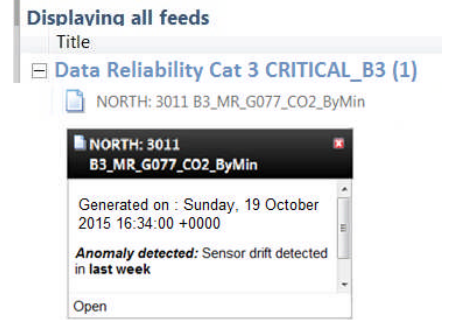 Displaying all feeds
Title
Data Reliability Cat 3 CRITICAL_B3 (1)
NORTH: 3011 B3_MR_G077_CO2_ByMin
NORTH: 3011
B3_MR_G077_CO2_ByMin
Generated on : Sunday, 19 October
2015 16:34:00 +0000
Anomaly detected: Sensor drift detected
in last week
Open